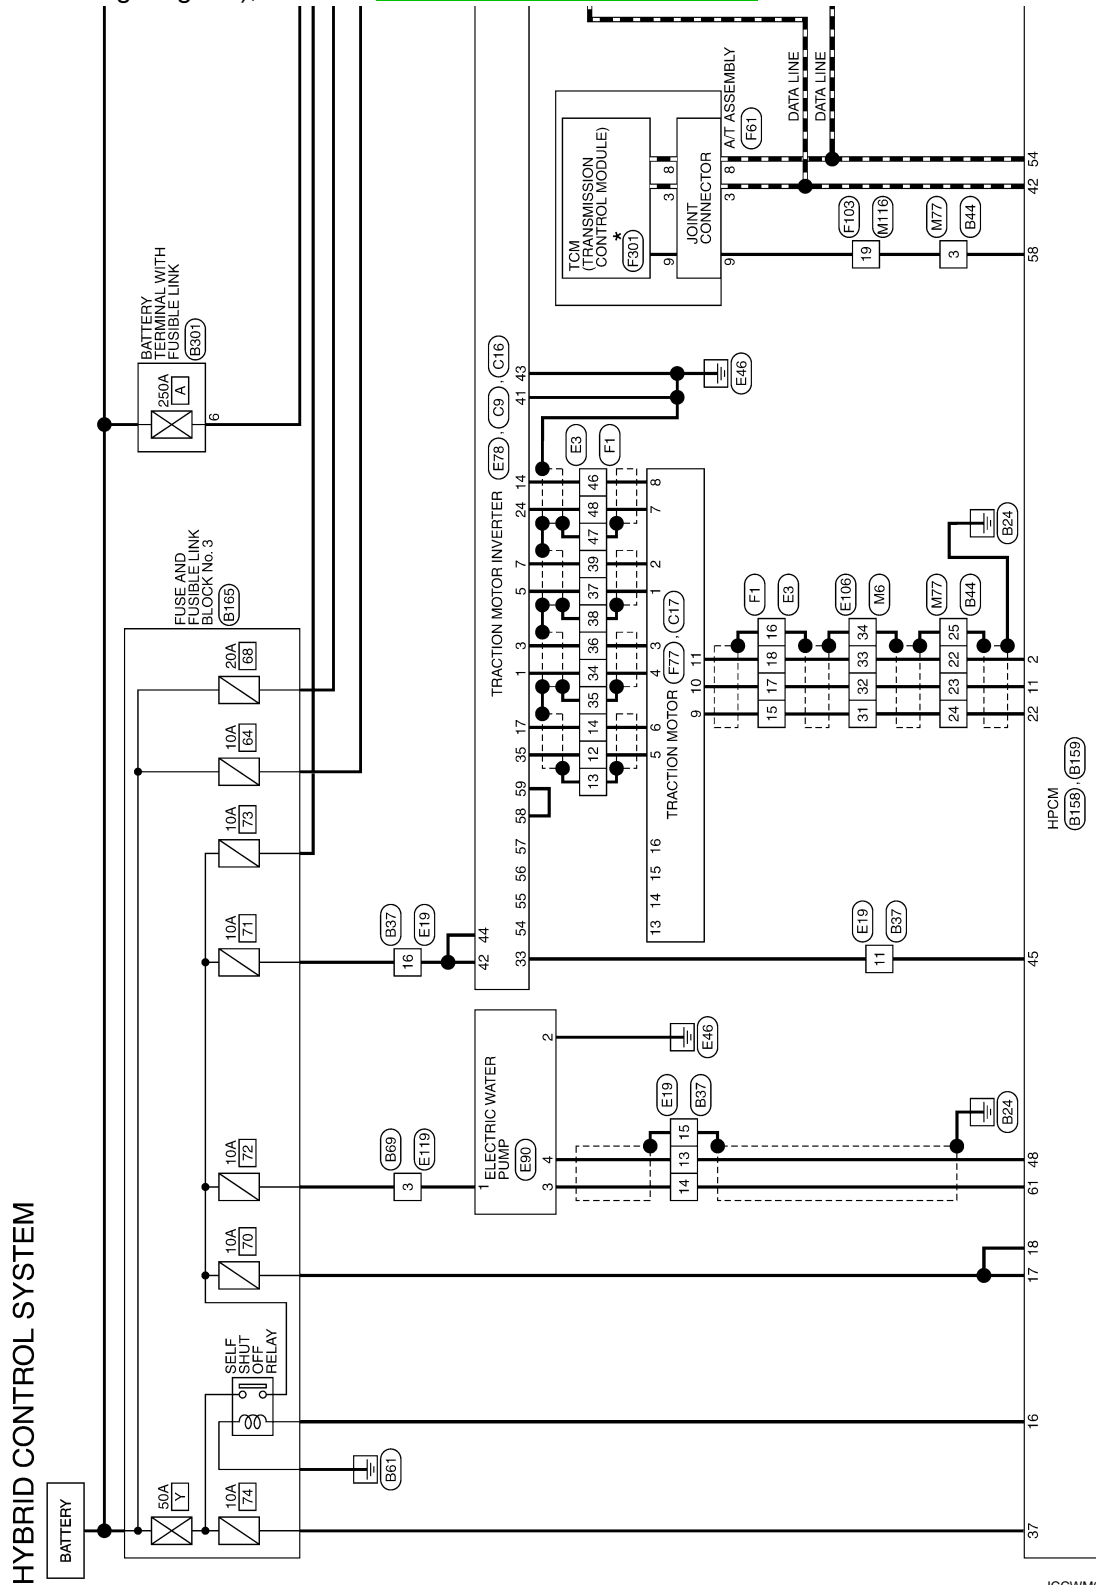 HYBRID CONTROL SYSTEM
BATTERY
50A
Y
10A
74
SELF
SHUT
OFF
RELAY
10A
70
10A
72
10A
71
10A
73
10A
64
20A
68
FUSE AND
FUSIBLE LINK
BLOCK No. 3
B165
250A
A
6
BATTERY
TERMINAL WITH
FUSIBLE LINK
B301
B61
3
B69
E119
16
B37
E19
1
ELECTRIC WATER
PUMP
E90
3
4
2
E46
14
13
15
E19
B37
B24
42
44
33
54
55
56
57
58
59
35
17
1
3
5
7
24
14
41
43
TRACTION MOTOR INVERTER
E78 , C9 , C16
13
12
14
35
34
36
38
37
39
47
48
46
E3
F1
E46
13
14
15
16
5
6
4
3
1
2
7
8
TRACTION MOTOR
F77 , C17
9
10
11
15
17
18
16
F1
E3
31
32
33
34
E106
M6
24
23
22
25
M77
B44
B24
11
E19
B37
TCM
(TRANSMISSION
CONTROL MODULE)
*
F301
9
3
8
JOINT
CONNECTOR
9
3
8
A/T ASSEMBLY
F61
DATA LINE
DATA LINE
19
F103
M116
3
M77
B44
37
16
17
18
61
48
45
22
11
2
58
42
54
HPCM
B158 , B159